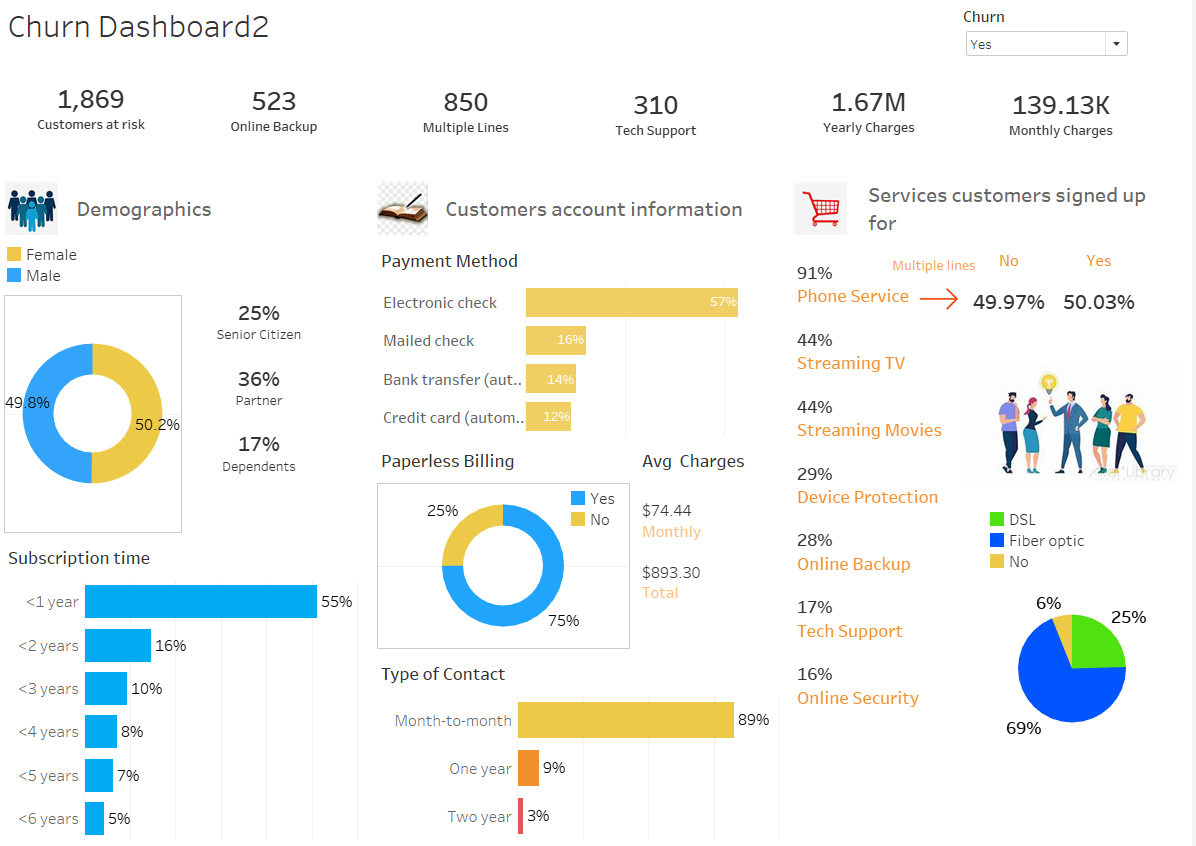 Churn Dashboard2
Churn
Yes
1,869
Customers at risk
523
Online Backup
850
Multiple Lines
310
Tech Support
1.67M
Yearly Charges
139.13K
Monthly Charges
Demographics
Female
Male
49.8%
50.2%
25%
Senior Citizen
36%
Partner
17%
Dependents
Subscription time
<1 year 55%
<2 years 16%
<3 years 10%
<4 years 8%
<5 years 7%
<6 years 5%
Customers account information
Payment Method
Electronic check 57%
Mailed check 16%
Bank transfer (aut.. 14%
Credit card (autom.. 12%
Paperless Billing
Yes
No
25%
75%
Avg Charges
$74.44
Monthly
$893.30
Total
Type of Contact
Month-to-month 89%
One year 9%
Two year 3%
Services customers signed up
for
91%
Phone Service
Multiple lines
No
Yes
49.97%
50.03%
44%
Streaming TV
44%
Streaming Movies
29%
Device Protection
28%
Online Backup
17%
Tech Support
16%
Online Security
DSL
Fiber optic
No
6%
25%
69%